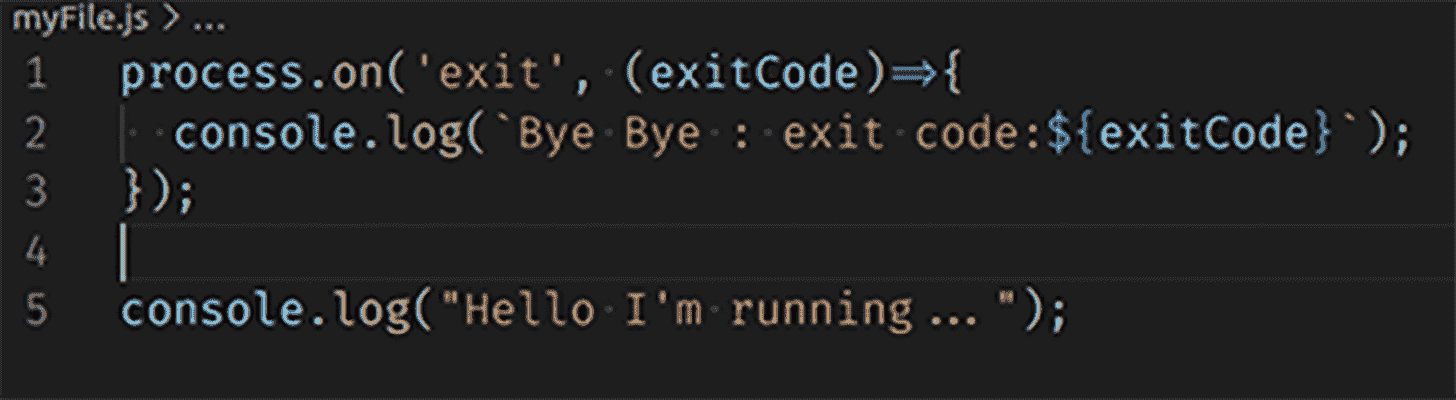 myFile.js > ...
1 process.on('exit', (exitCode)=>{
2   console.log(`Bye Bye : exit code:${exitCode}`);
3 });
4
5 console.log("Hello I'm running...");